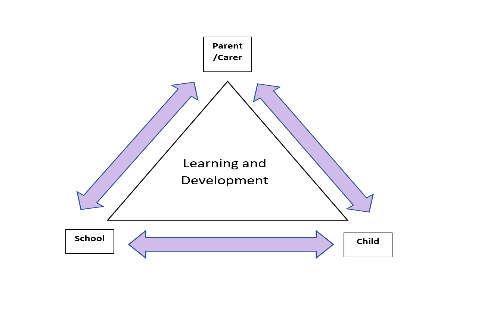 Parent
/Carer
Learning and
Development
School
Child